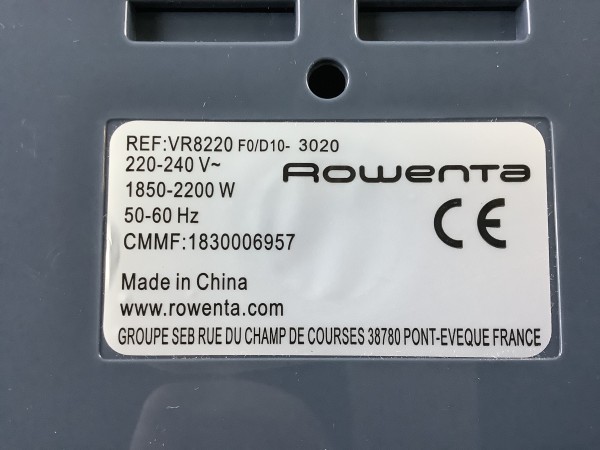 REF:VR8220 F0/D10- 3020
220-240 V~
Rowenta
1850-2200 W
50-60 Hz
CE
CMMF:1830006957
Made in China
www.rowenta.com
GROUPE SEB RUE DU CHAMP DE COURSES 38780 PONT-EVEQUE FRANCE